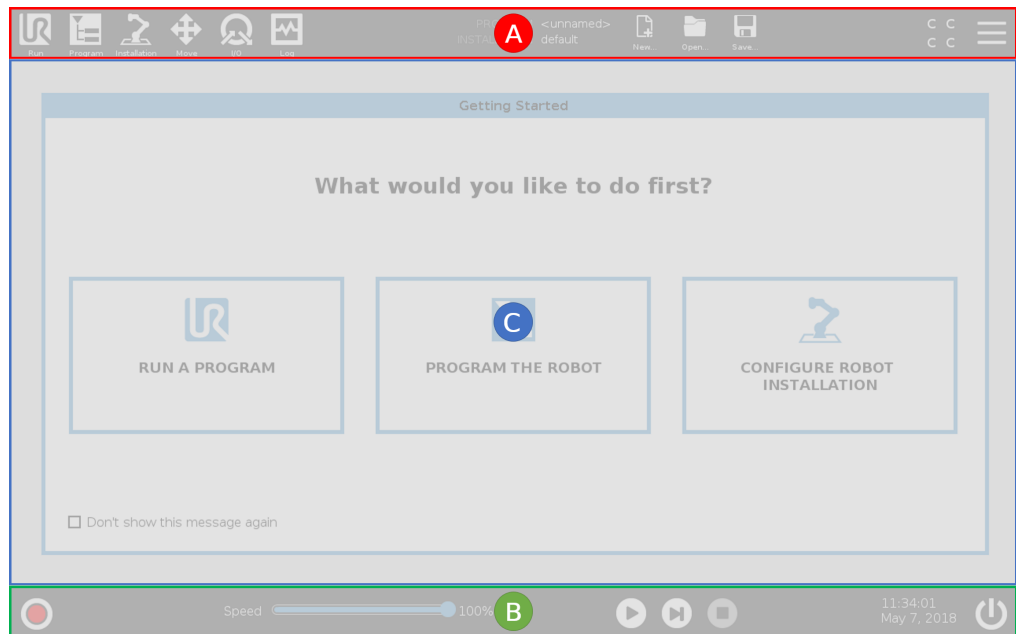 Run
Program
Installation
Move
I/O
Log
A
<unnamed>
default
New...
Open...
Save...
C C
C C
Getting Started
What would you like to do first?
RUN A PROGRAM
C
PROGRAM THE ROBOT
CONFIGURE ROBOT
INSTALLATION
Don't show this message again
Speed
100%
B
11:34:01
May 7, 2018